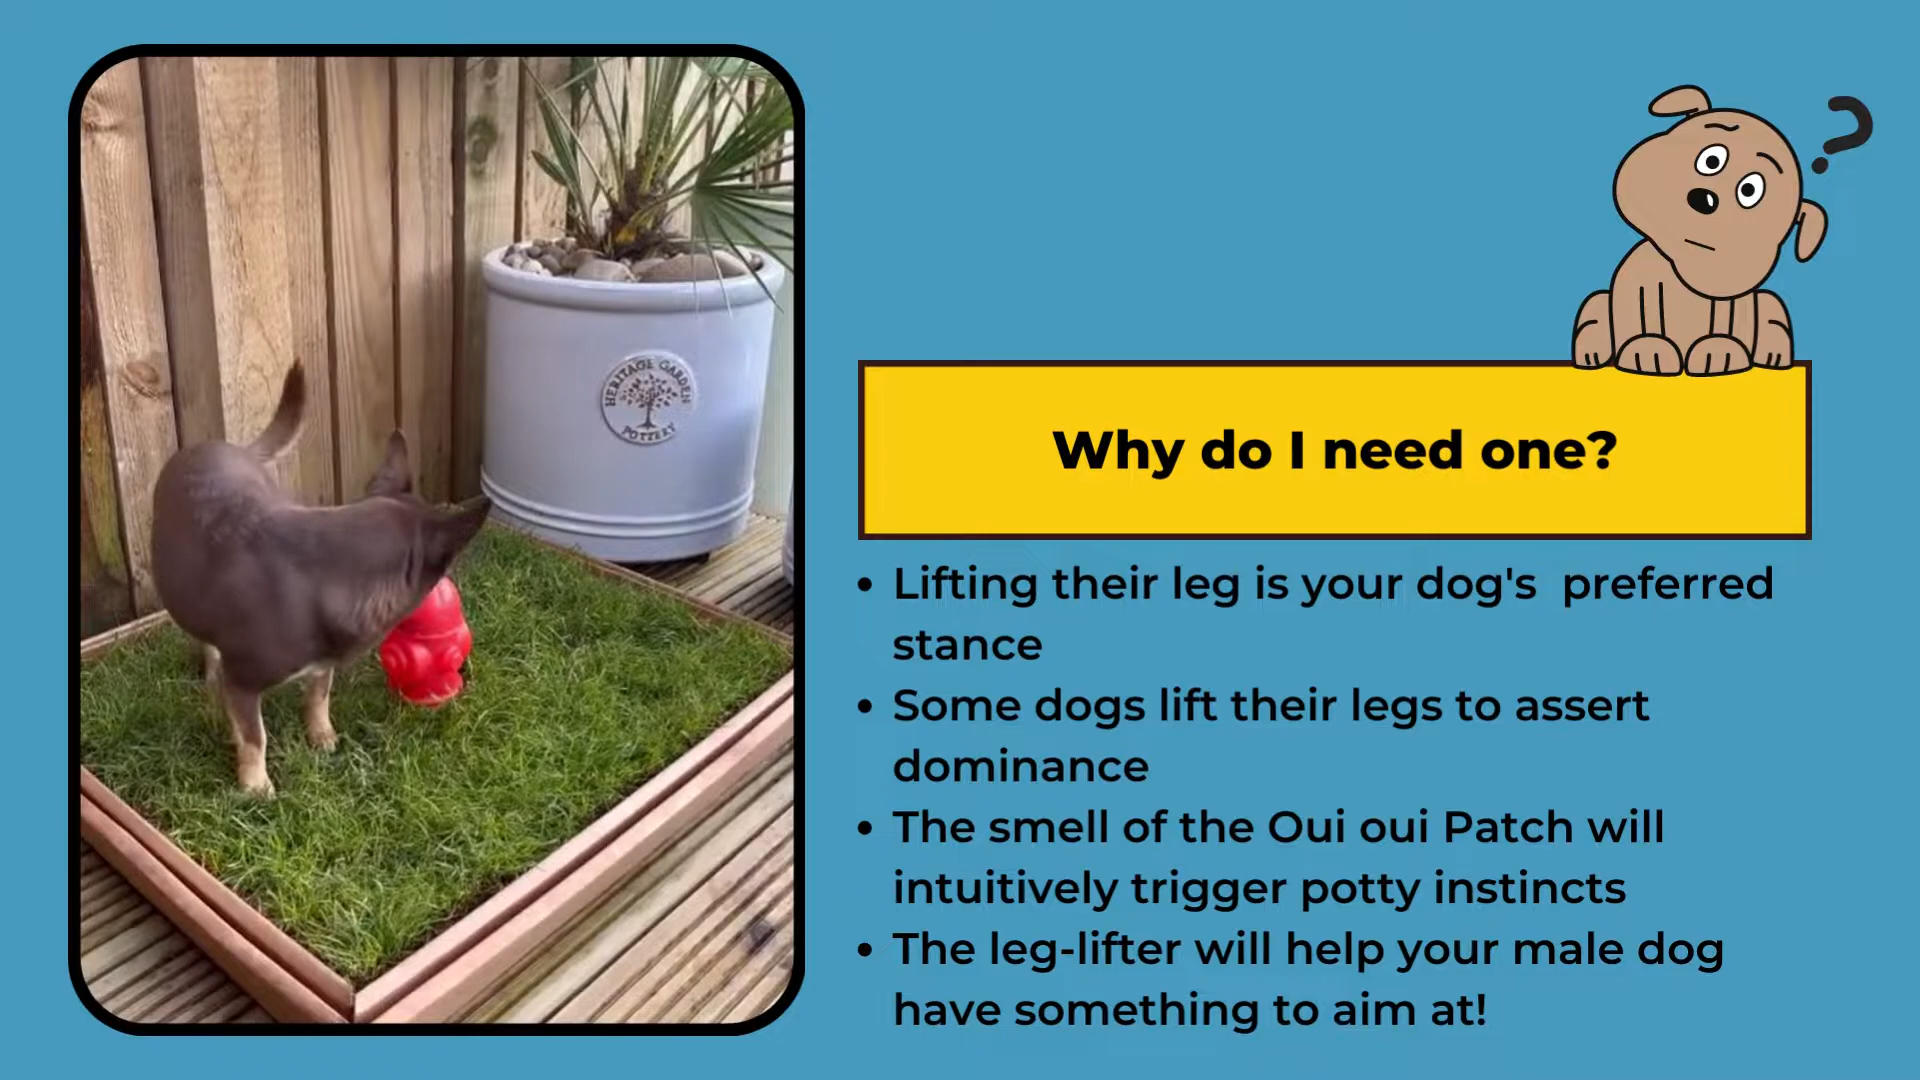 HERITAGE GARDEN
POTTERY
?
Why do I need one?
• Lifting their leg is your dog's  preferred
stance
• Some dogs lift their legs to assert
dominance
• The smell of the Oui oui Patch will
intuitively trigger potty instincts
• The leg-lifter will help your male dog
have something to aim at!